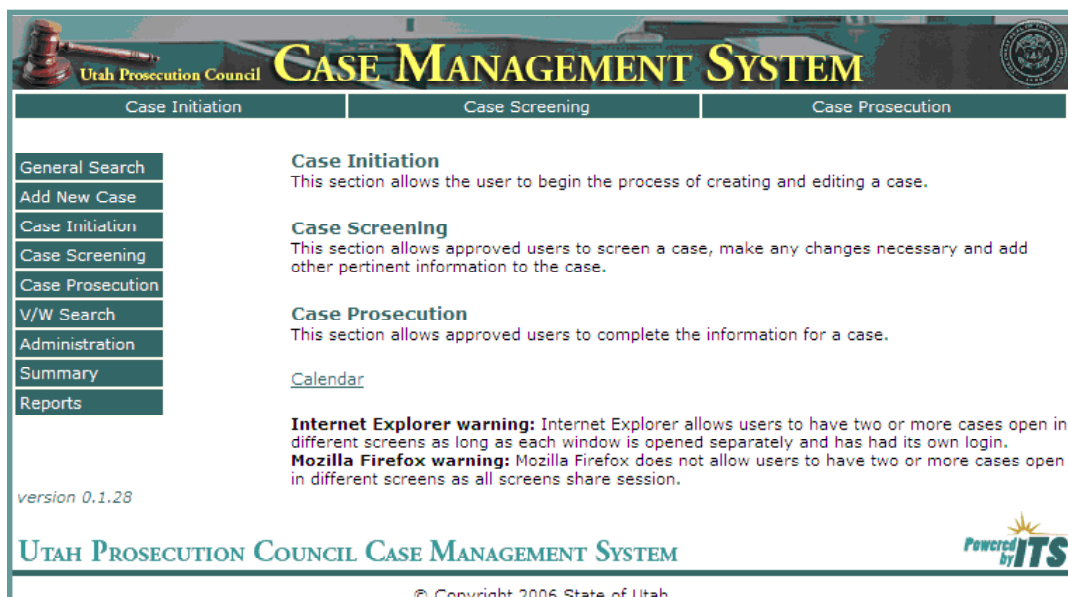 Utah Prosecution Council CASE MANAGEMENT SYSTEM
Case Initiation Case Screening Case Prosecution
General Search
Add New Case
Case Initiation
Case Screening
Case Prosecution
V/W Search
Administration
Summary
Reports
version 0.1.28
Case Initiation
This section allows the user to begin the process of creating and editing a case.
Case Screening
This section allows approved users to screen a case, make any changes necessary and add
other pertinent information to the case.
Case Prosecution
This section allows approved users to complete the information for a case.
Calendar
Internet Explorer warning: Internet Explorer allows users to have two or more cases open in
different screens as long as each window is opened separately and has had its own login.
Mozilla Firefox warning: Mozilla Firefox does not allow users to have two or more cases open
in different screens as all screens share session.
UTAH PROSECUTION COUNCIL CASE MANAGEMENT SYSTEM
Powered by ITS
© Copyright 2006 State of Utah